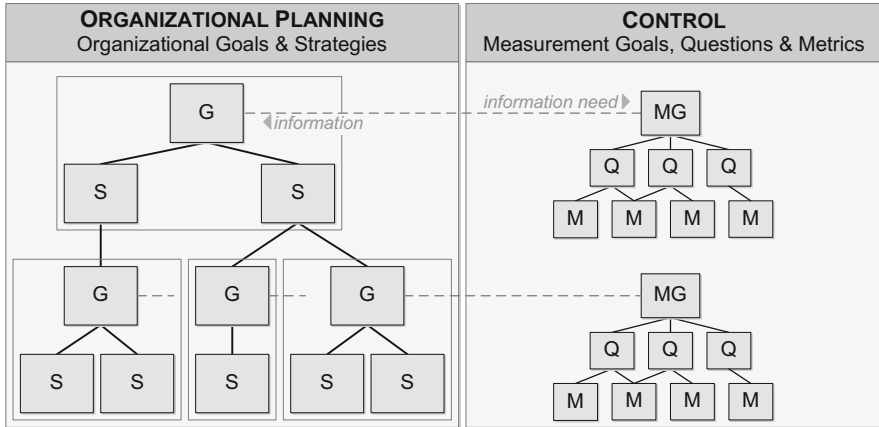 ORGANIZATIONAL PLANNING
Organizational Goals & Strategies
CONTROL
Measurement Goals, Questions & Metrics
G
information need
information
MG
S S
Q Q Q
M M M M
G G G
MG
S S S S S
Q Q Q
M M M M